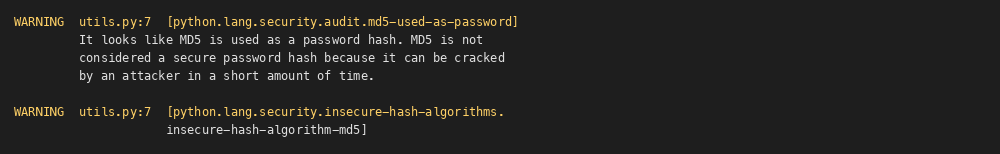 WARNING  utils.py:7  [python.lang.security.audit.md5-used-as-password]
It looks like MD5 is used as a password hash. MD5 is not
considered a secure password hash because it can be cracked
by an attacker in a short amount of time.
WARNING  utils.py:7  [python.lang.security.insecure-hash-algorithms.
insecure-hash-algorithm-md5]